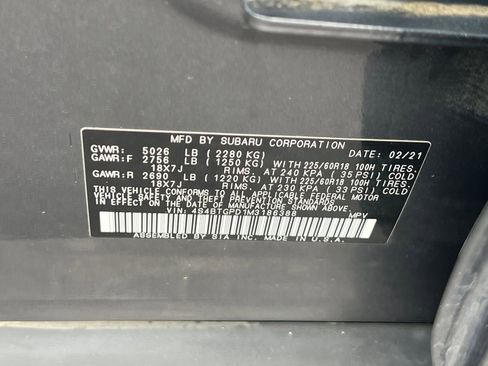 MFD BY SUBARU CORPORATION
GVWR: 5026 LB (2280 KG) DATE: 02/21
GAWR:F 2756 LB (1250 KG) WITH 225/60R18 100H TIRES
18X7J RIMS, AT 240 KPA (35 PSI) COLD
GAWR:R 2690 LB (1220 KG) WITH 225/60R18 100H TIRES
18X7J RIMS, AT 230 KPA (33 PSI) COLD
THIS VEHICLE CONFORMS TO ALL APPLICABLE FEDERAL MOTOR
VEHICLE SAFETY, BUMPER, AND THEFT PREVENTION STANDARDS
IN EFFECT ON THE DATE OF MANUFACTURE SHOWN ABOVE.
VIN: 4S4BTGPD1M3186388 MPV
ASSEMBLED BY SIA INC. MADE IN U.S.A.